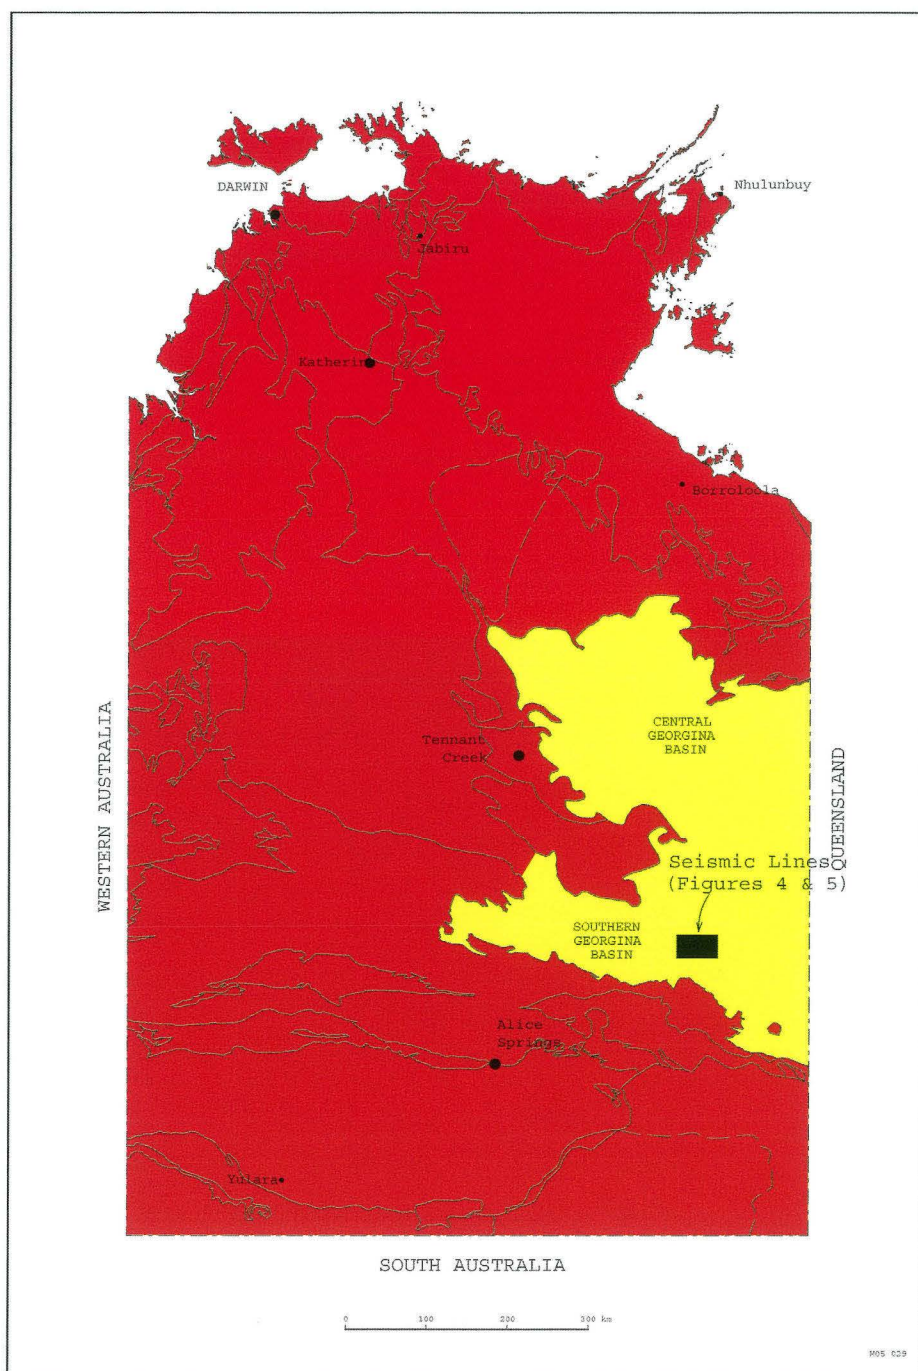 DARWIN
Nhulunbuy
Jabiru
Katherin
Borroloola
CENTRAL
GEORGINA
BASIN
Tennant
Creek
WESTERN AUSTRALIA
QUEENSLAND
Seismic Lines
(Figures 4 & 5)
SOUTHERN
GEORGINA
BASIN
Alice
Springs
Yulara
SOUTH AUSTRALIA
0 100 200 300 km
M05 029